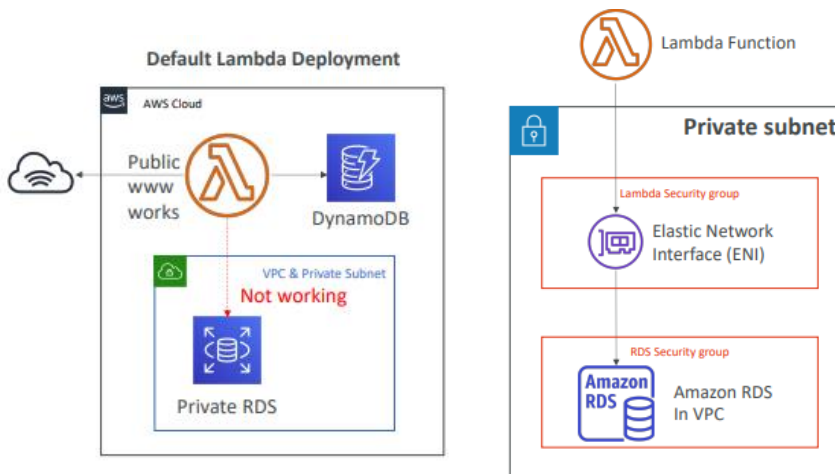 Default Lambda Deployment
aws
AWS Cloud
Public
www
works
DynamoDB
VPC & Private Subnet
Not working
Private RDS
Lambda Function
Private subnet
Lambda Security group
Elastic Network
Interface (ENI)
RDS Security group
Amazon
RDS
Amazon RDS
In VPC